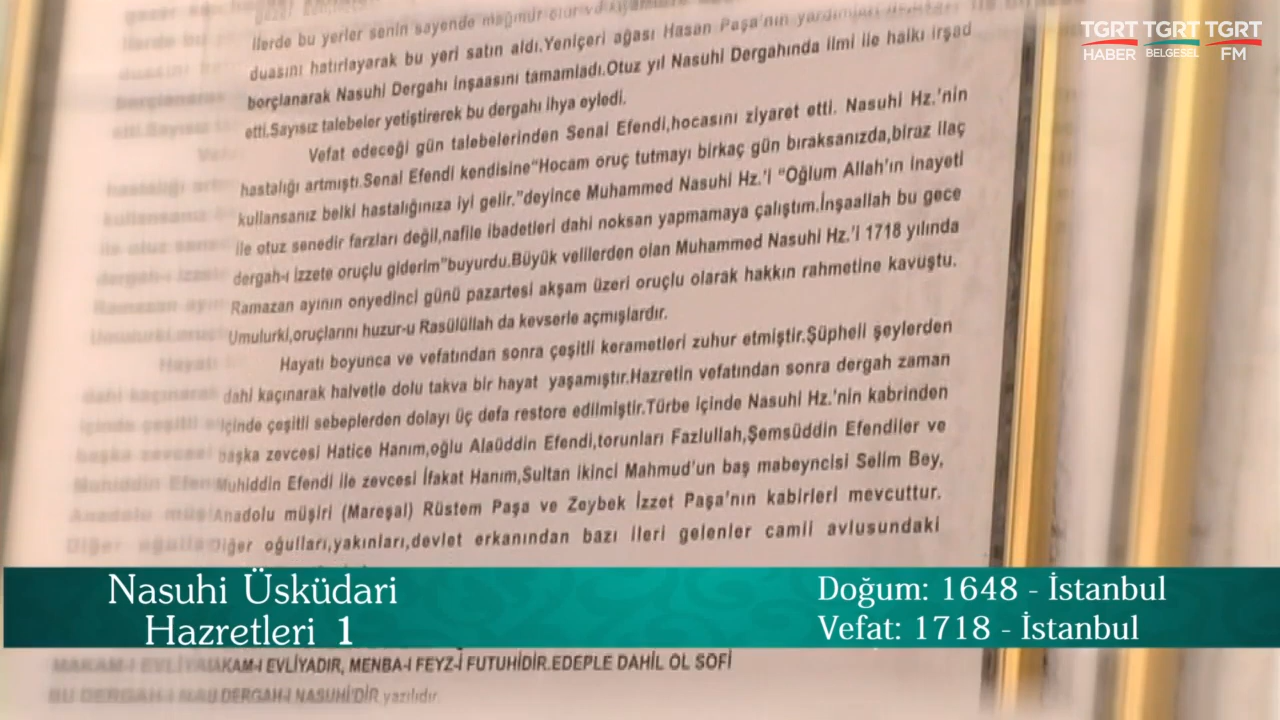 TGRT TGRT TGRT
HABER BELGESEL FM
ilerde bu yerler senin sayende mağmur olur
duasını hatırlayarak bu yeri satın aldı.Yeniçeri ağası Hasan Paşa'nın yardımları
borçlanarak Nasuhi Dergahı inşaasını tamamladı.Otuz yıl Nasuhi Dergahında ilmi ile halkı irşad
etti.Sayısız talebeler yetiştirerek bu dergahı ihya eyledi.
Vefat edeceği gün talebelerinden Senai Efendi,hocasını ziyaret etti. Nasuhi Hz.'nin
hastalığı artmıştı.Senai Efendi kendisine“Hocam oruç tutmayı birkaç gün bıraksanızda,biraz ilaç
kullansanız belki hastalığınıza iyi gelir.”deyince Muhammed Nasuhi Hz.'i “Oğlum Allah'ın inayeti
ile otuz senedir farzları değil,nafile ibadetleri dahi noksan yapmamaya çalıştım.İnşaallah bu gece
dergah-ı izzete oruçlu giderim”buyurdu.Büyük velilerden olan Muhammed Nasuhi Hz.'i 1718 yılında
Ramazan ayının onyedinci günü pazartesi akşam üzeri oruçlu olarak hakkın rahmetine kavuştu.
Umulurki,oruçlarını huzur-u Rasülüllah da kevserle açmışlardır.
Hayatı boyunca ve vefatından sonra çeşitli kerametleri zuhur etmiştir.Şüpheli şeylerden
dahi kaçınarak halvetle dolu takva bir hayat yaşamıştır.Hazretin vefatından sonra dergah zaman
içinde çeşitli sebeplerden dolayı üç defa restore edilmiştir.Türbe içinde Nasuhi Hz.'nin kabrinden
başka zevcesi Hatice Hanım,oğlu Alaüddin Efendi,torunları Fazlullah,Şemsüddin Efendiler ve
Muhiddin Efendi ile zevcesi İfakat Hanım,Sultan ikinci Mahmud'un baş mabeyncisi Selim Bey,
Anadolu müşiri (Mareşal) Rüstem Paşa ve Zeybek İzzet Paşa'nın kabirleri mevcuttur.
Diğer oğulları,yakınları,devlet erkanından bazı ileri gelenler camii avlusundaki
Nasuhi Üsküdari
Hazretleri 1
Doğum: 1648 - İstanbul
Vefat: 1718 - İstanbul
MAKAM-I EVLİYADIR, MENBA-I FEYZ-İ FUTUHİDİR.EDEPLE DAHİL OL SOFİ
BU DERGAH-I NASUHİ'DİR yazılıdır.